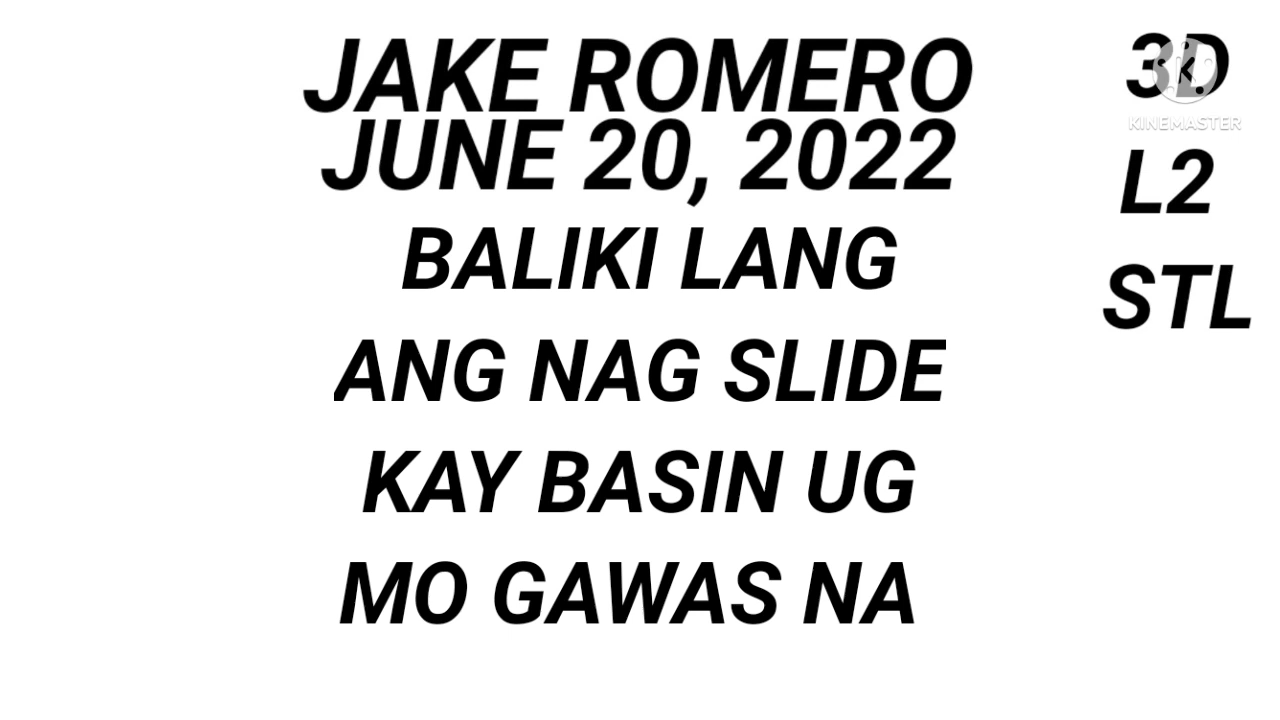 JAKE ROMERO
JUNE 20, 2022
BALIKI LANG
ANG NAG SLIDE
KAY BASIN UG
MO GAWAS NA
3D
KINEMASTER
L2
STL